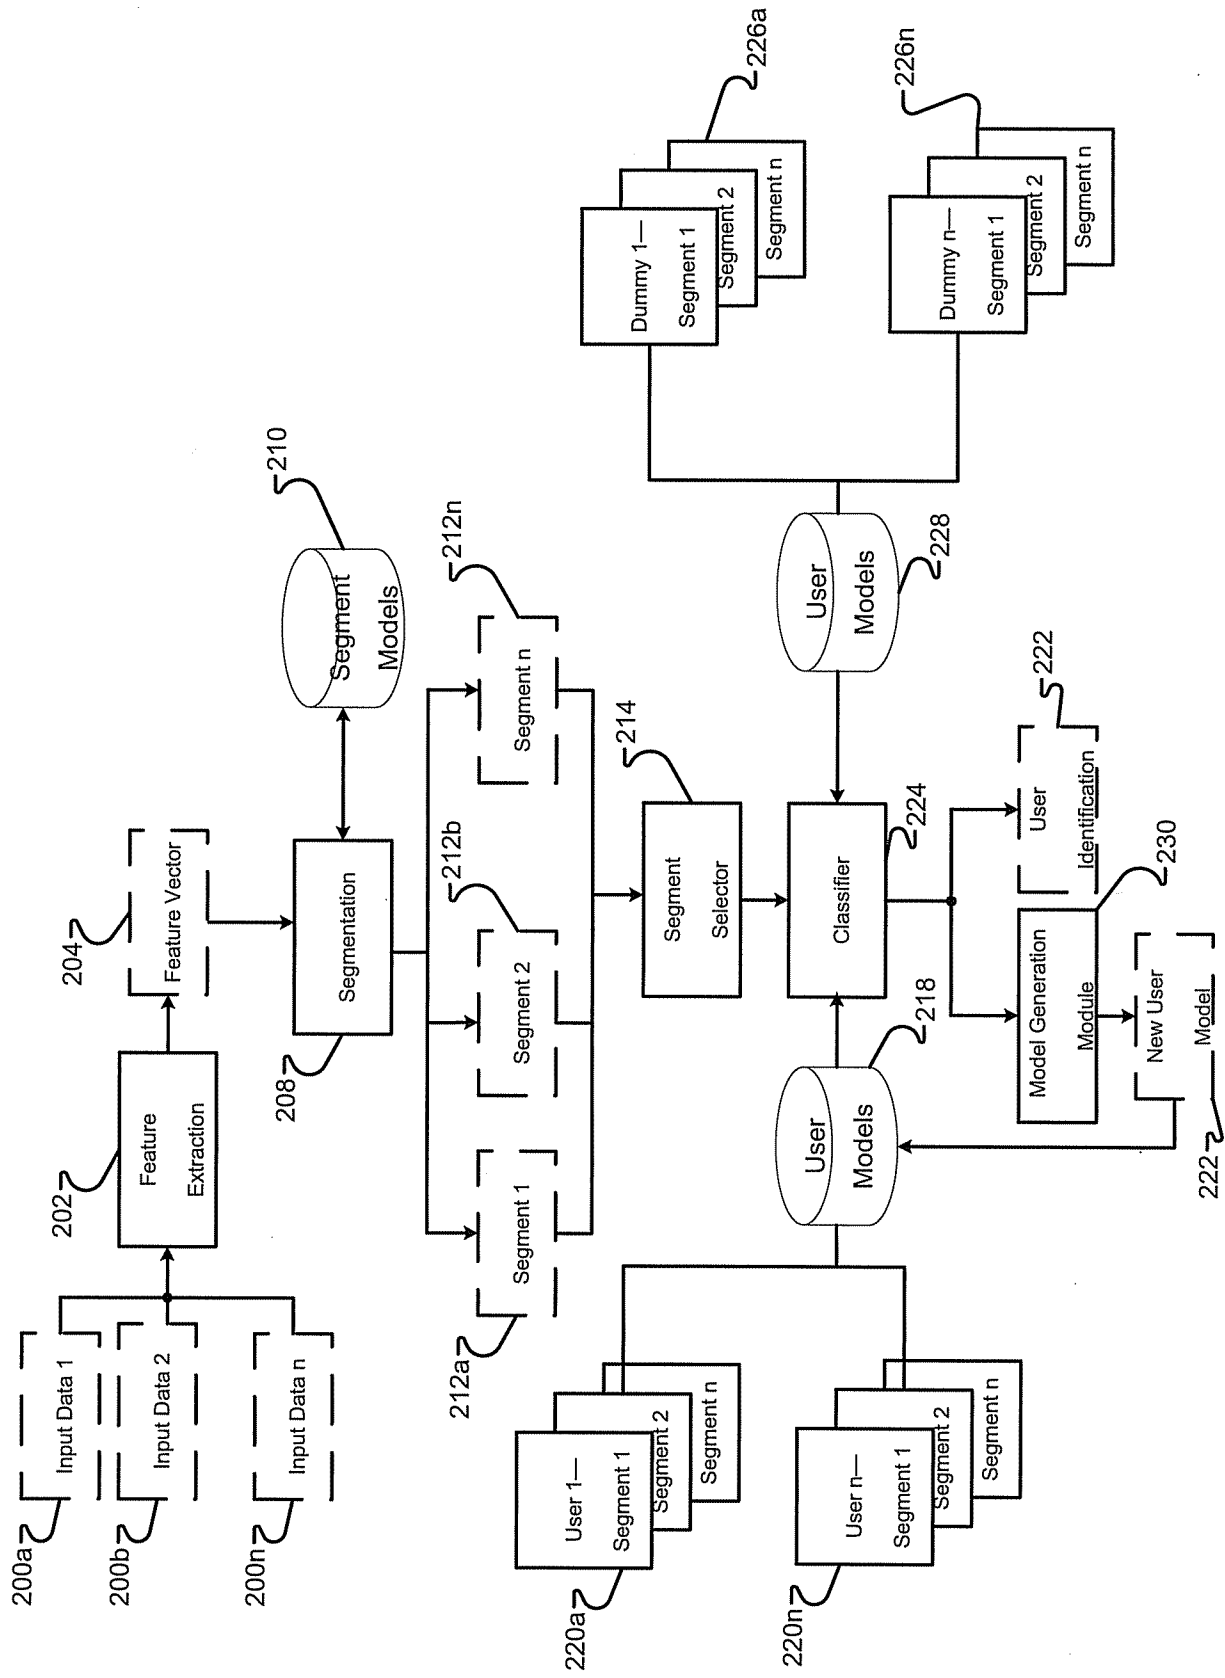 200a
Input Data 1
200b
Input Data 2
200n
Input Data n
202
Feature
Extraction
204
Feature Vector
208
Segmentation
210
Segment
Models
212a
Segment 1
212b
Segment 2
212n
Segment n
214
Segment
Selector
220a
User 1—
Segment 1
Segment 2
Segment n
220n
User n—
Segment 1
Segment 2
Segment n
User
Models
218
Classifier
224
User
Models
228
Dummy 1—
Segment 1
Segment 2
Segment n
226a
Dummy n—
Segment 1
Segment 2
Segment n
226n
Model Generation
Module
230
User
Identification
222
New User
Model
222